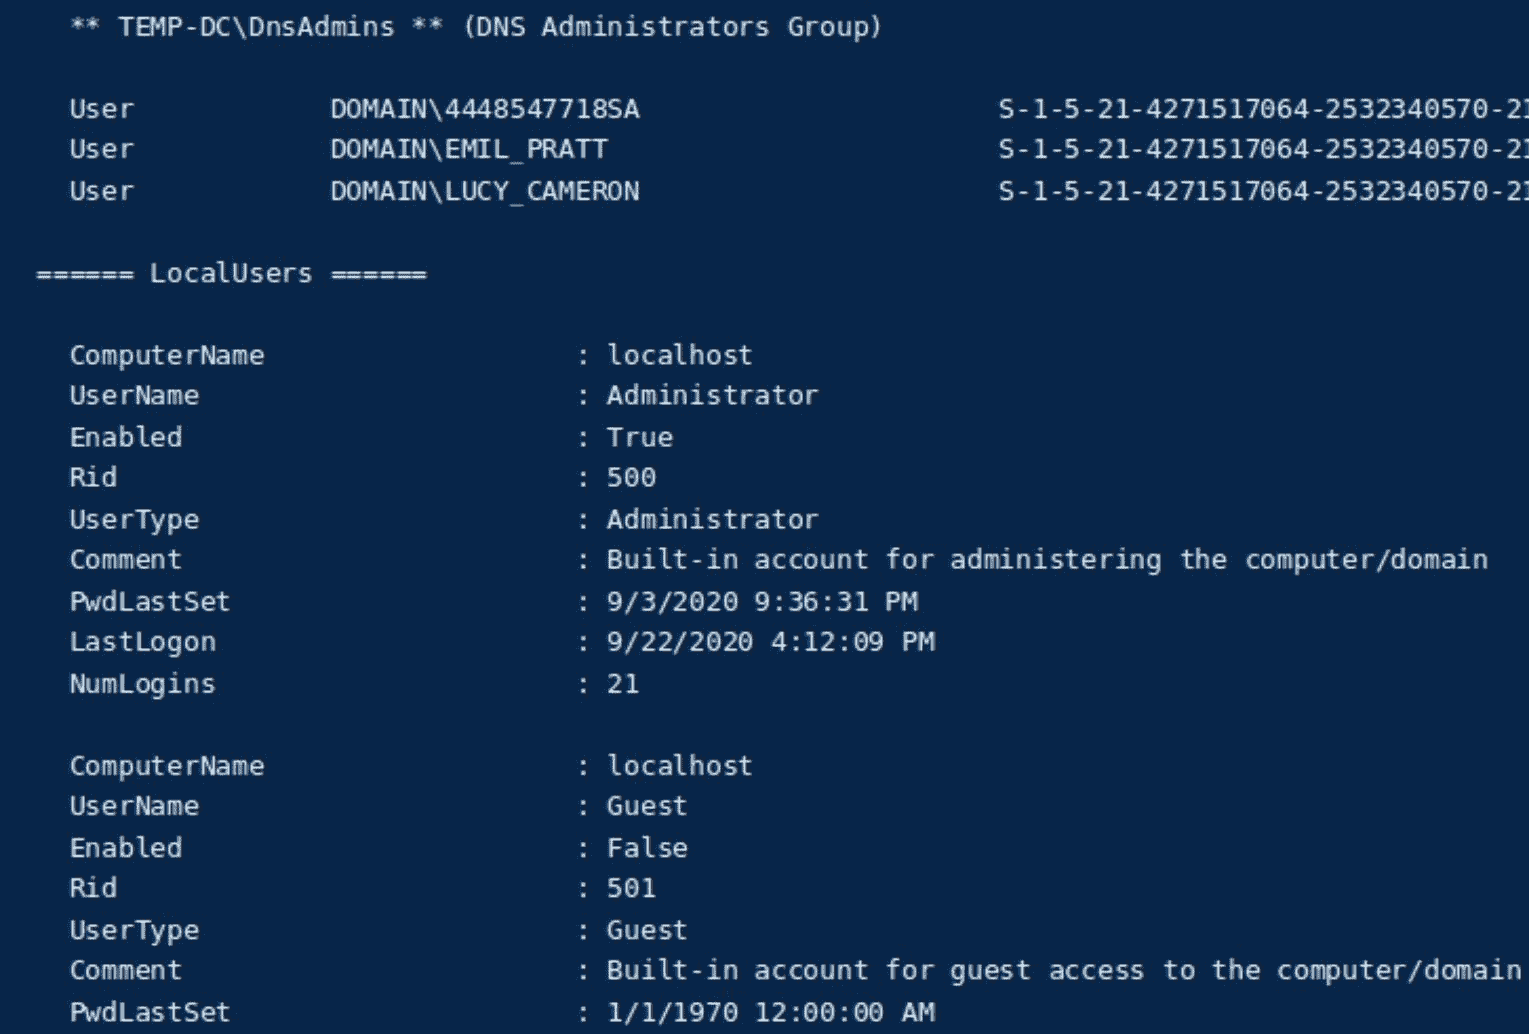 ** TEMP-DC\DnsAdmins ** (DNS Administrators Group)
User DOMAIN\4448547718SA S-1-5-21-4271517064-2532340570-21
User DOMAIN\EMIL_PRATT S-1-5-21-4271517064-2532340570-21
User DOMAIN\LUCY_CAMERON S-1-5-21-4271517064-2532340570-21
====== LocalUsers ======
ComputerName : localhost
UserName : Administrator
Enabled : True
Rid : 500
UserType : Administrator
Comment : Built-in account for administering the computer/domain
PwdLastSet : 9/3/2020 9:36:31 PM
LastLogon : 9/22/2020 4:12:09 PM
NumLogins : 21
ComputerName : localhost
UserName : Guest
Enabled : False
Rid : 501
UserType : Guest
Comment : Built-in account for guest access to the computer/domain
PwdLastSet : 1/1/1970 12:00:00 AM